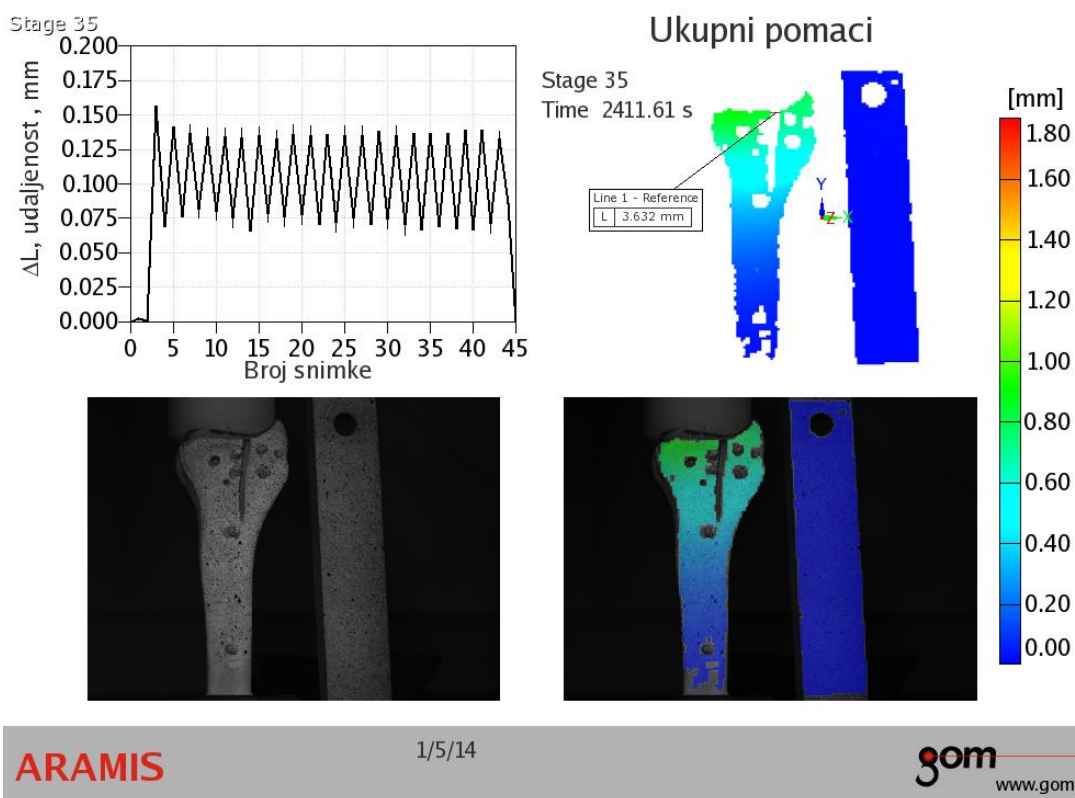 Stage 35
0.200
0.175
0.150
0.125
0.100
0.075
0.050
0.025
0.000
ΔL, udaljenost , mm
0 5 10 15 20 25 30 35 40 45
Broj snimke
Ukupni pomaci
Stage 35
Time 2411.61 s
Line 1 - Reference
L 3.632 mm
Y
Z X
[mm]
1.80
1.60
1.40
1.20
1.00
0.80
0.60
0.40
0.20
0.00
ARAMIS
1/5/14
gom
www.gom